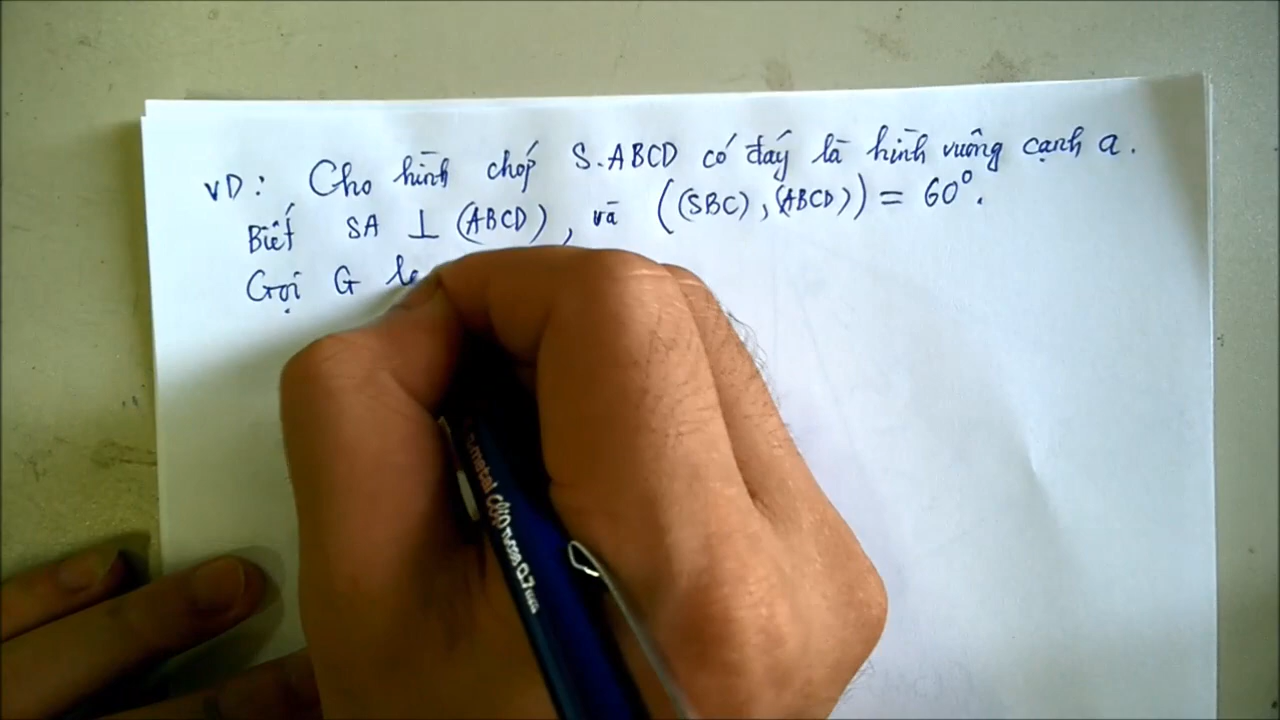 VD: Cho hình chóp S.ABCD có đáy là hình vuông cạnh a.
Biết SA ⊥ (ABCD), và ((SBC), (ABCD)) = 60°.
Gọi G